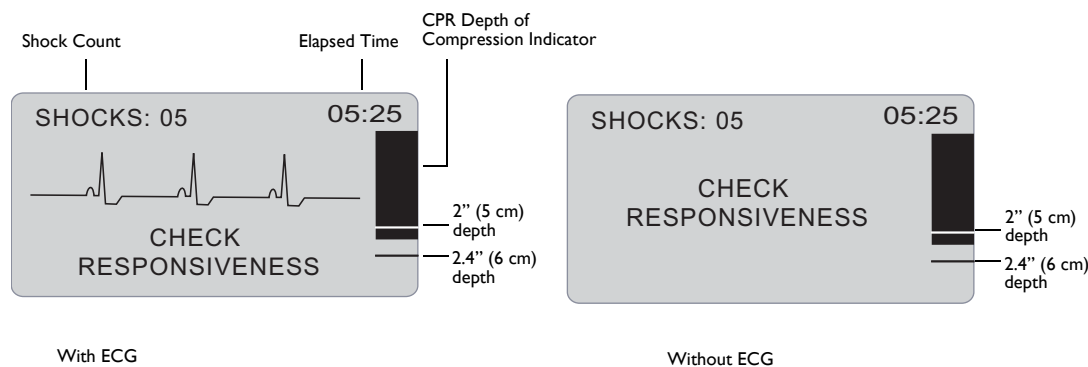 CPR Depth of
Compression Indicator
Shock Count
Elapsed Time
SHOCKS: 05
05:25
CHECK
RESPONSIVENESS
2” (5 cm)
depth
2.4” (6 cm)
depth
With ECG
SHOCKS: 05
05:25
CHECK
RESPONSIVENESS
2” (5 cm)
depth
2.4” (6 cm)
depth
Without ECG